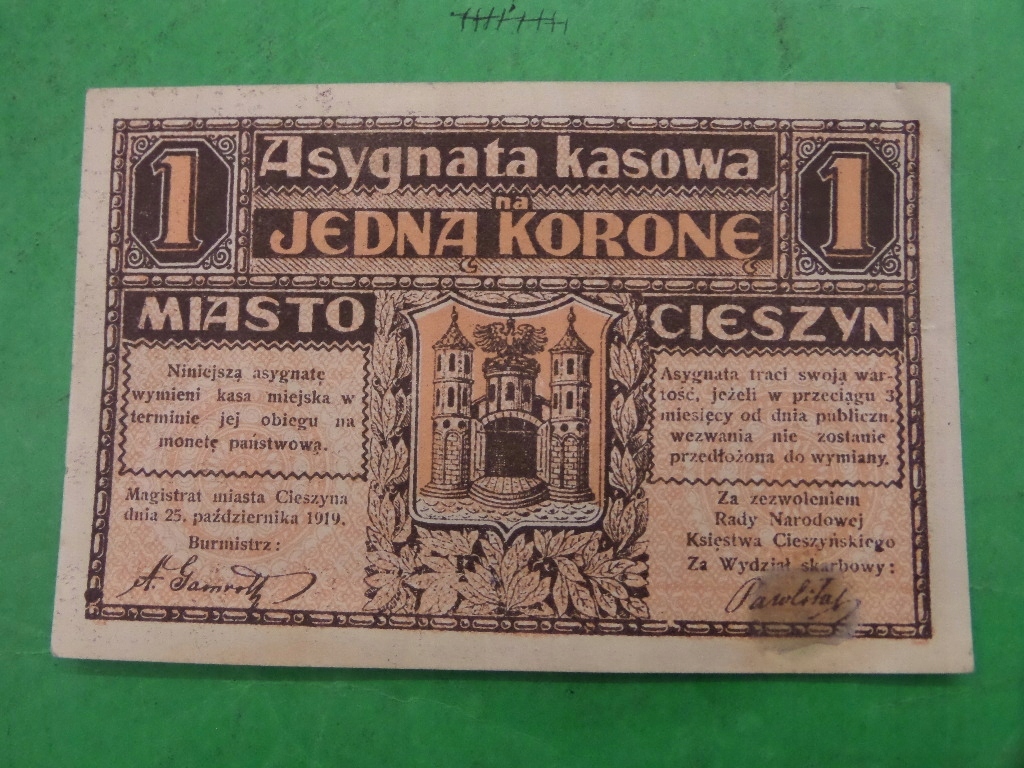 1
Asygnata kasowa
na
JEDNĄ KORONĘ
1
MIASTO
CIESZYN
Niniejszą asygnatę
wymieni kasa miejska w
terminie jej obiegu na
monetę państwową.
Magistrat miasta Cieszyna
dnia 25. października 1919.
Burmistrz:
A. Gamroth
Asygnata traci swoją war-
tość, jeżeli w przeciągu 3
miesięcy od dnia publiczn.
wezwania nie zostanie
przedłożona do wymiany.
Za zezwoleniem
Rady Narodowej
Księstwa Cieszyńskiego
Za Wydział skarbowy: